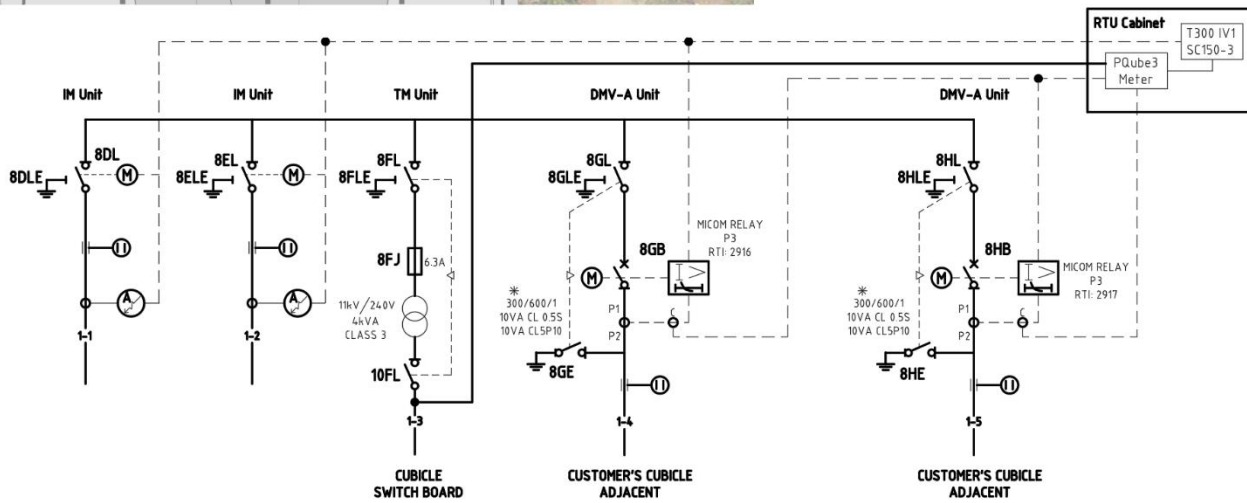 RTU Cabinet
T300 IV1
SC150-3
PQube3
Meter
IM Unit
IM Unit
TM Unit
DMV-A Unit
DMV-A Unit
8DL
8EL
8FL
8GL
8HL
8DLE
M
8ELE
M
8FLE
8GLE
8HLE
MICOM RELAY
P3
RTI: 2916
8GB
8HB
MICOM RELAY
P3
RTI: 2917
8FJ
6.3A
M
I>
M
I>
*
300/600/1
10VA CL 0.5S
10VA CL5P10
*
300/600/1
10VA CL 0.5S
10VA CL5P10
A
A
11kV/240V
4kVA
CLASS 3
P1
C
P2
P1
C
P2
1-1
1-2
10FL
8GE
8HE
1-3
1-4
1-5
CUBICLE
SWITCH BOARD
CUSTOMER'S CUBICLE
ADJACENT
CUSTOMER'S CUBICLE
ADJACENT